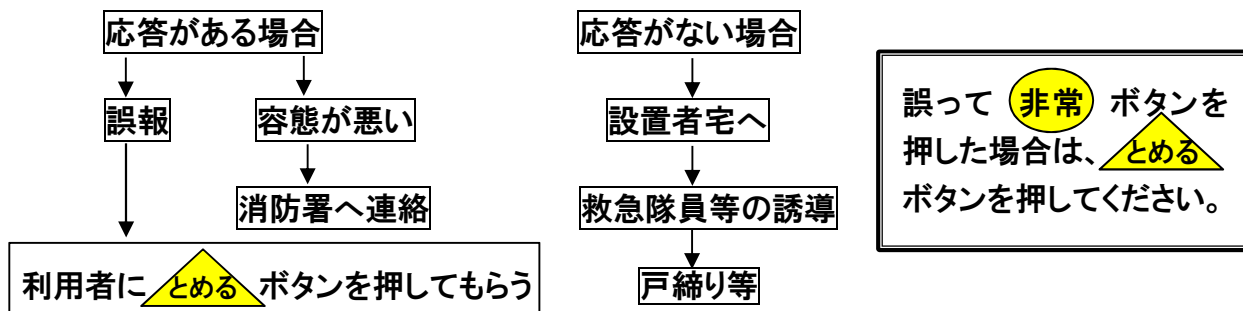 応答がある場合
誤報
容態が悪い
消防署へ連絡
利用者に とめる ボタンを押してもらう
応答がない場合
設置者宅へ
救急隊員等の誘導
戸締り等
誤って 非常 ボタンを
押した場合は、とめる
ボタンを押してください。